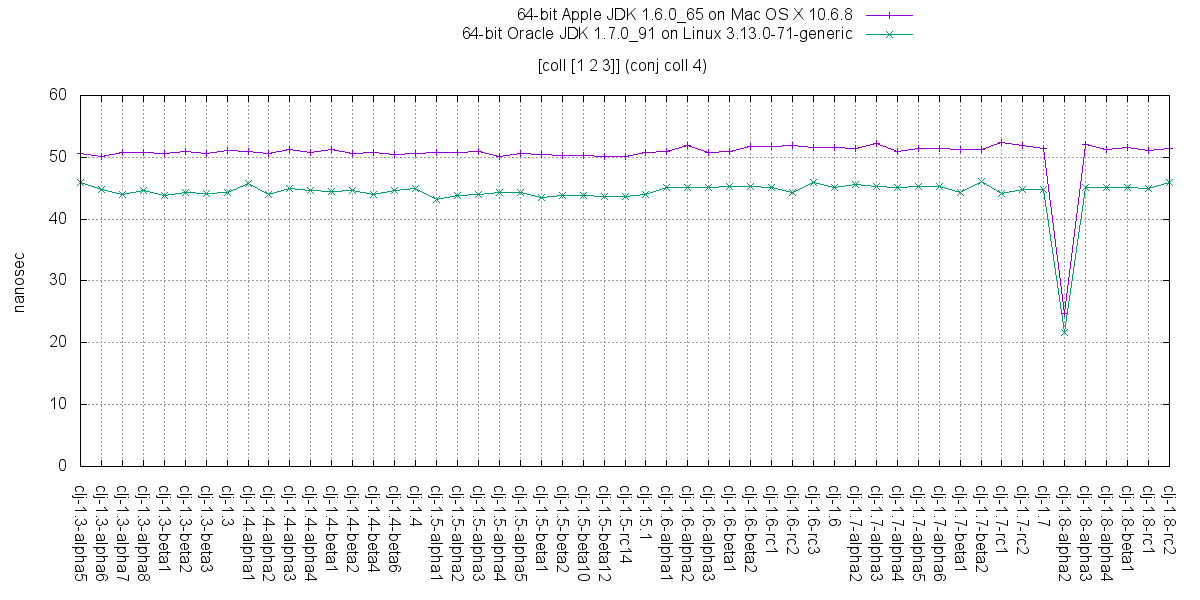 64-bit Apple JDK 1.6.0_65 on Mac OS X 10.6.8
64-bit Oracle JDK 1.7.0_91 on Linux 3.13.0-71-generic
[coll [1 2 3]] (conj coll 4)
60
50
40
30
20
10
0
nanosec
clj-1.3-alpha5
clj-1.3-alpha6
clj-1.3-alpha7
clj-1.3-alpha8
clj-1.3-beta1
clj-1.3-beta2
clj-1.3-beta3
clj-1.3
clj-1.4-alpha1
clj-1.4-alpha2
clj-1.4-alpha3
clj-1.4-alpha4
clj-1.4-beta1
clj-1.4-beta2
clj-1.4-beta4
clj-1.4-beta6
clj-1.4
clj-1.5-alpha1
clj-1.5-alpha2
clj-1.5-alpha3
clj-1.5-alpha4
clj-1.5-alpha5
clj-1.5-beta1
clj-1.5-beta2
clj-1.5-beta10
clj-1.5-beta12
clj-1.5-rc14
clj-1.5.1
clj-1.6-alpha1
clj-1.6-alpha2
clj-1.6-alpha3
clj-1.6-beta1
clj-1.6-beta2
clj-1.6-rc1
clj-1.6-rc2
clj-1.6-rc3
clj-1.6
clj-1.7-alpha2
clj-1.7-alpha3
clj-1.7-alpha4
clj-1.7-alpha5
clj-1.7-alpha6
clj-1.7-beta1
clj-1.7-beta2
clj-1.7-rc1
clj-1.7-rc2
clj-1.7
clj-1.8-alpha2
clj-1.8-alpha3
clj-1.8-alpha4
clj-1.8-beta1
clj-1.8-rc1
clj-1.8-rc2